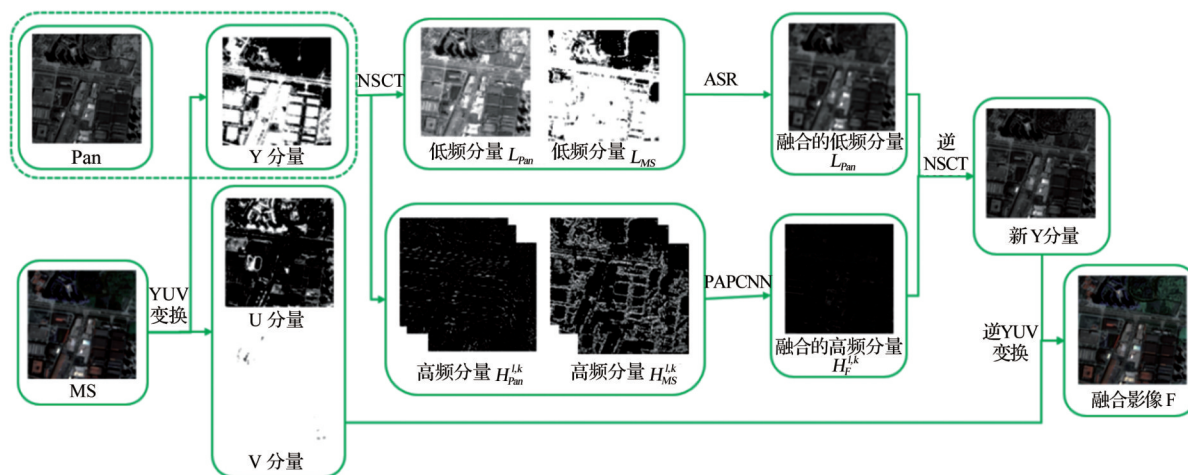 Pan
Y 分量
NSCT
低频分量 L_Pan
低频分量 L_MS
ASR
融合的低频分量
L_Pan
逆
NSCT
新 Y分量
MS
YUV
变换
U 分量
V 分量
高频分量 H_Pan^l,k
高频分量 H_MS^l,k
PAPCNN
融合的高频分量
H_F^l,k
逆YUV
变换
融合影像 F